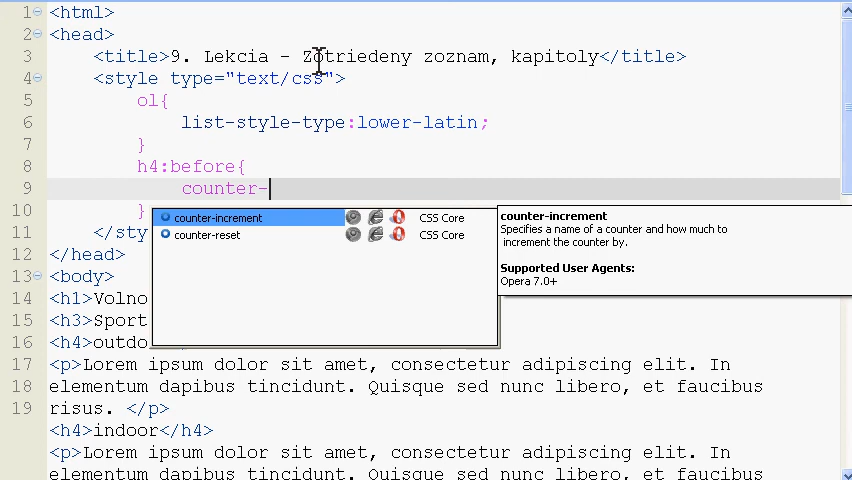 1 <html>
2 <head>
3 <title>9. Lekcia - Zotriedeny zoznam, kapitoly</title>
4 <style type="text/css">
5 ol{
6 list-style-type:lower-latin;
7 }
8 h4:before{
9 counter-
10 }
counter-increment CSS Core
counter-reset CSS Core
counter-increment
Specifies a name of a counter and how much to
increment the counter by.
Supported User Agents:
Opera 7.0+
11 </sty
12 </head>
13 <body>
14 <h1>Volno
15 <h3>Sport
16 <h4>outdo
17 <p>Lorem ipsum dolor sit amet, consectetur adipiscing elit. In
18 elementum dapibus tincidunt. Quisque sed nunc libero, et faucibus
19 risus. </p>
<h4>indoor</h4>
<p>Lorem ipsum dolor sit amet, consectetur adipiscing elit. In
elementum dapibus tincidunt. Quisque sed nunc libero, et faucibus